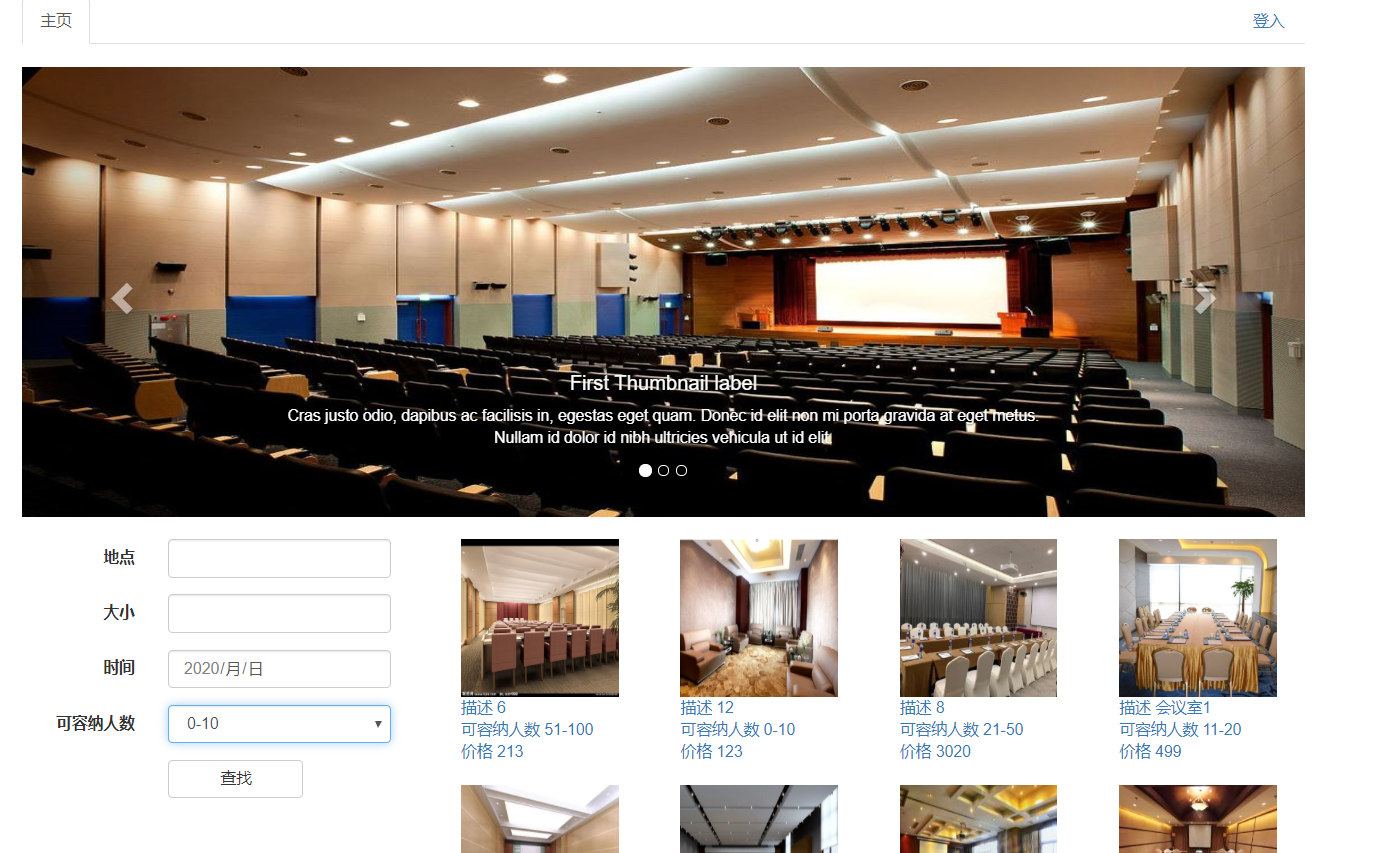 主页
登入
First Thumbnail label
Cras justo odio, dapibus ac facilisis in, egestas eget quam. Donec id elit non mi porta gravida at eget metus.
Nullam id dolor id nibh ultricies vehicula ut id elit.
地点
大小
时间
2020/月/日
可容纳人数
0-10
查找
描述 6
可容纳人数 51-100
价格 213
描述 12
可容纳人数 0-10
价格 123
描述 8
可容纳人数 21-50
价格 3020
描述 会议室1
可容纳人数 11-20
价格 499